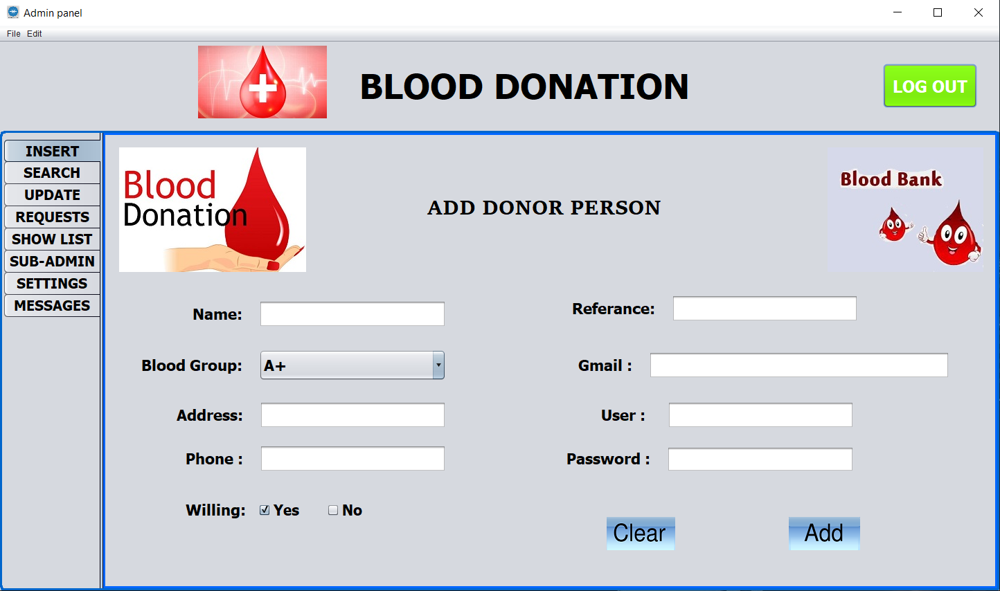 Admin panel
File Edit
BLOOD DONATION
LOG OUT
INSERT
SEARCH
UPDATE
REQUESTS
SHOW LIST
SUB-ADMIN
SETTINGS
MESSAGES
Blood
Donation
ADD DONOR PERSON
Blood Bank
Name:
Referance:
Blood Group:
A+
Gmail :
Address:
User :
Phone :
Password :
Willing:
Yes
No
Clear
Add